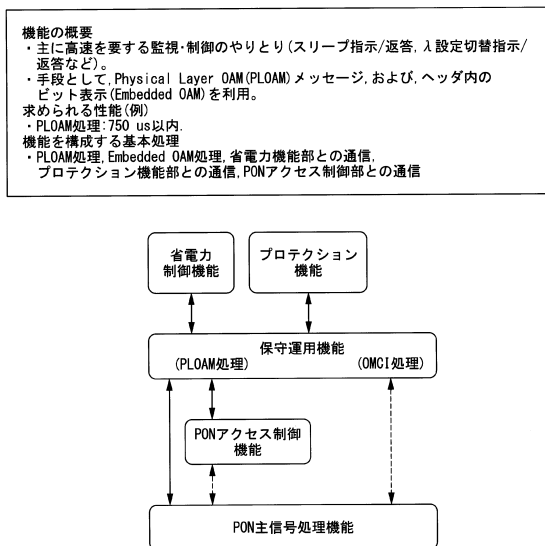 機能の概要
・主に高速を要する監視・制御のやりとり(スリープ指示/返答, λ設定切替指示/
返答など)。
・手段として, Physical Layer OAM(PLOAM)メッセージ, および, ヘッダ内の
ビット表示(Embedded OAM)を利用。
求められる性能(例)
・PLOAM処理:750 us以内.
機能を構成する基本処理
・PLOAM処理, Embedded OAM処理, 省電力機能部との通信,
プロテクション機能部との通信, PONアクセス制御部との通信
省電力
制御機能
プロテクション
機能
保守運用機能
(PLOAM処理) (OMCI処理)
PONアクセス制御
機能
PON主信号処理機能